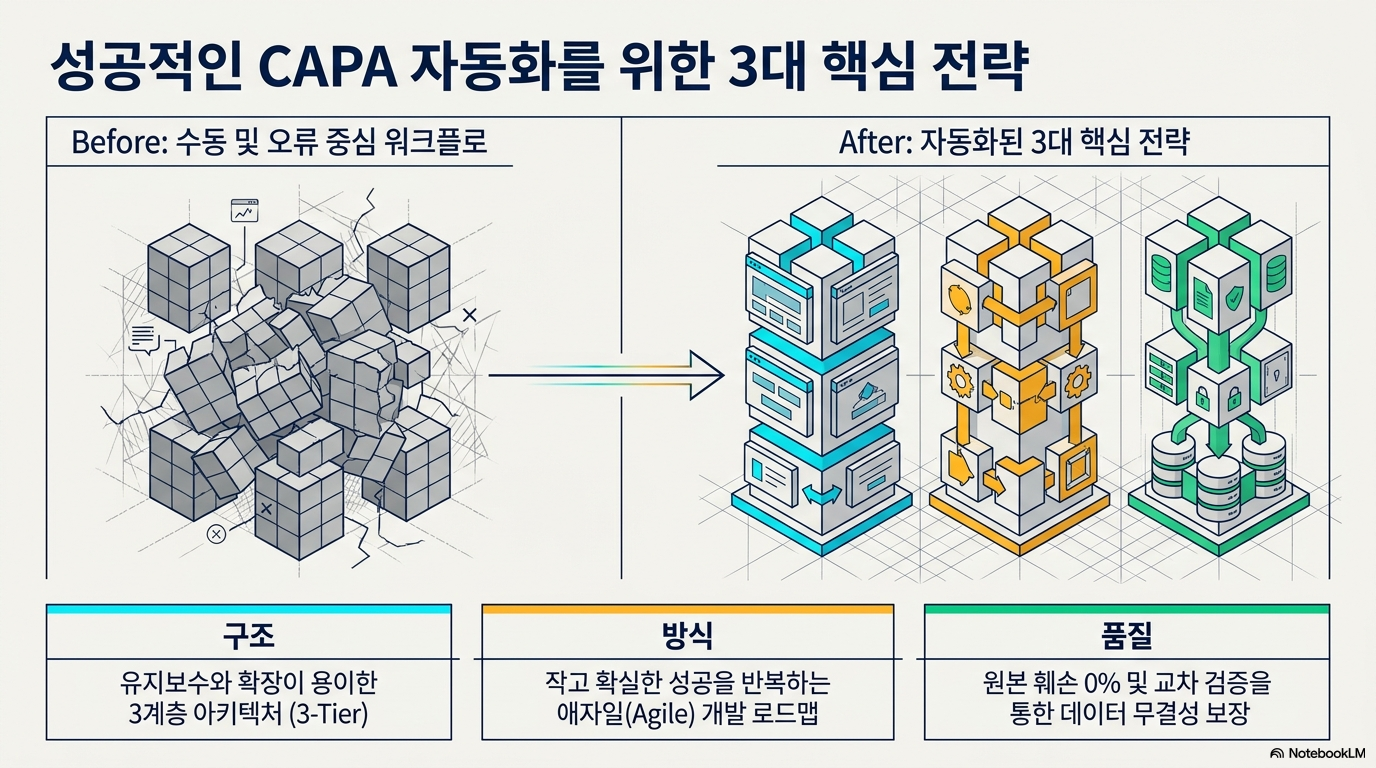 성공적인 CAPA 자동화를 위한 3대 핵심 전략
Before: 수동 및 오류 중심 워크플로
After: 자동화된 3대 핵심 전략
구조
유지보수와 확장이 용이한
3계층 아키텍처 (3-Tier)
방식
작고 확실한 성공을 반복하는
애자일(Agile) 개발 로드맵
품질
원본 훼손 0% 및 교차 검증을
통한 데이터 무결성 보장
NotebookLM